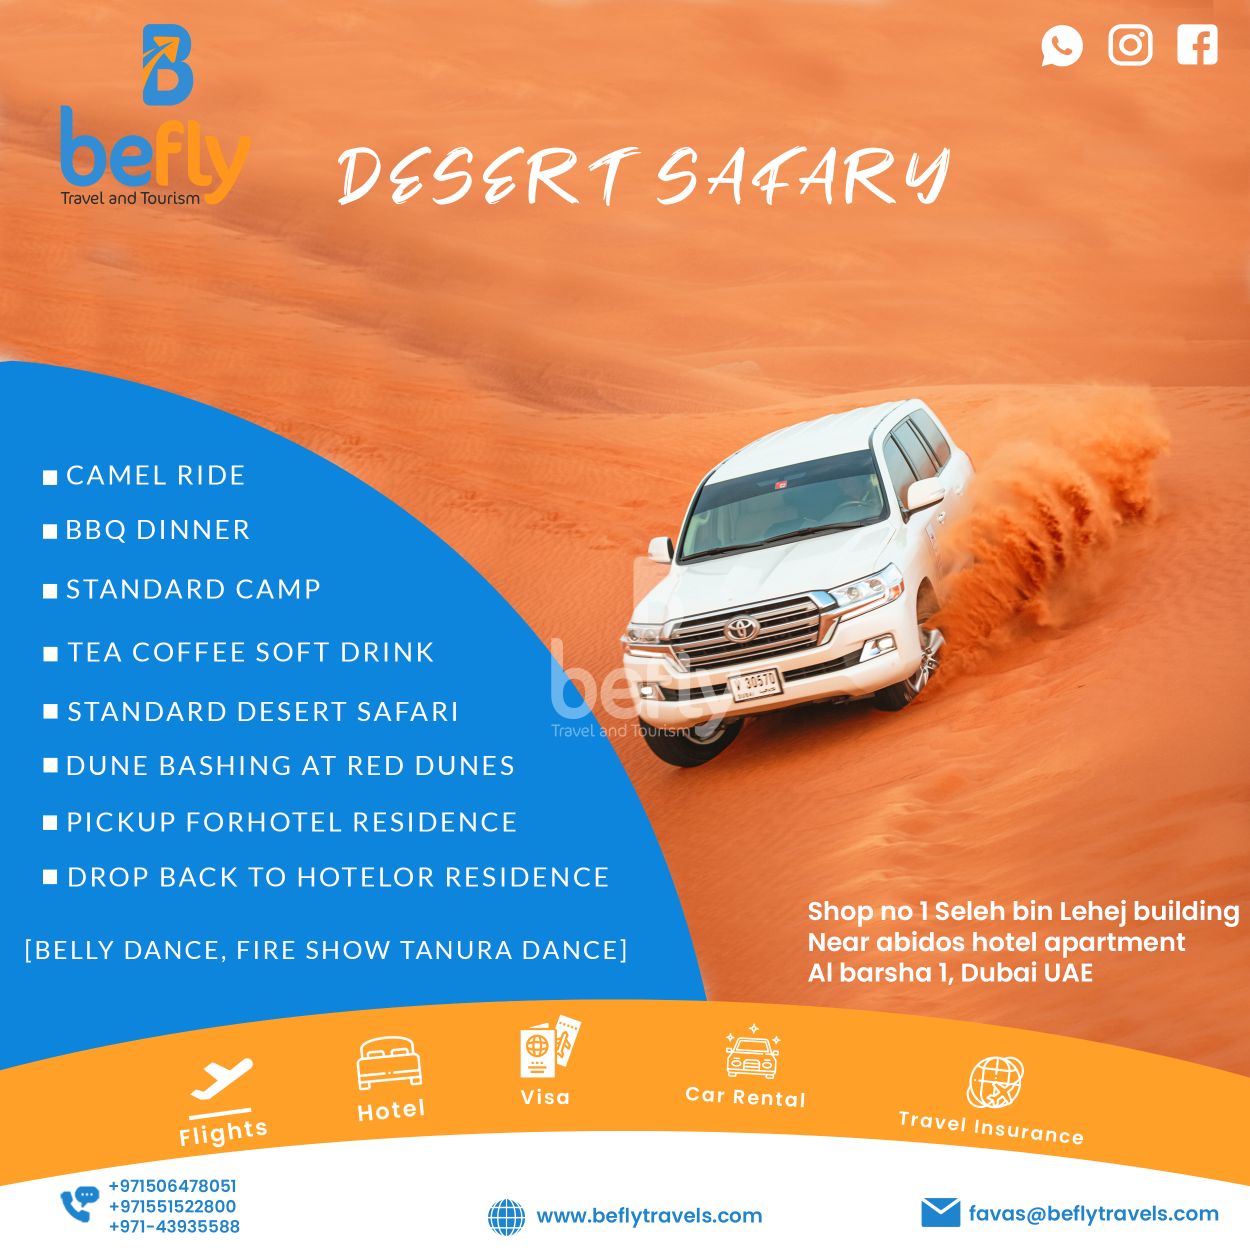 B
befly
Travel and Tourism
DESERT SAFARY
CAMEL RIDE
BBQ DINNER
STANDARD CAMP
TEA COFFEE SOFT DRINK
STANDARD DESERT SAFARI
DUNE BASHING AT RED DUNES
PICKUP FORHOTEL RESIDENCE
DROP BACK TO HOTELOR RESIDENCE
[BELLY DANCE, FIRE SHOW TANURA DANCE]
V 30570
DUBAI
befly
Travel and Tourism
Shop no 1 Seleh bin Lehej building
Near abidos hotel apartment
Al barsha 1, Dubai UAE
Flights
Hotel
Visa
Car Rental
Travel Insurance
+971506478051
+971551522800
+971-43935588
www.beflytravels.com
favas@beflytravels.com